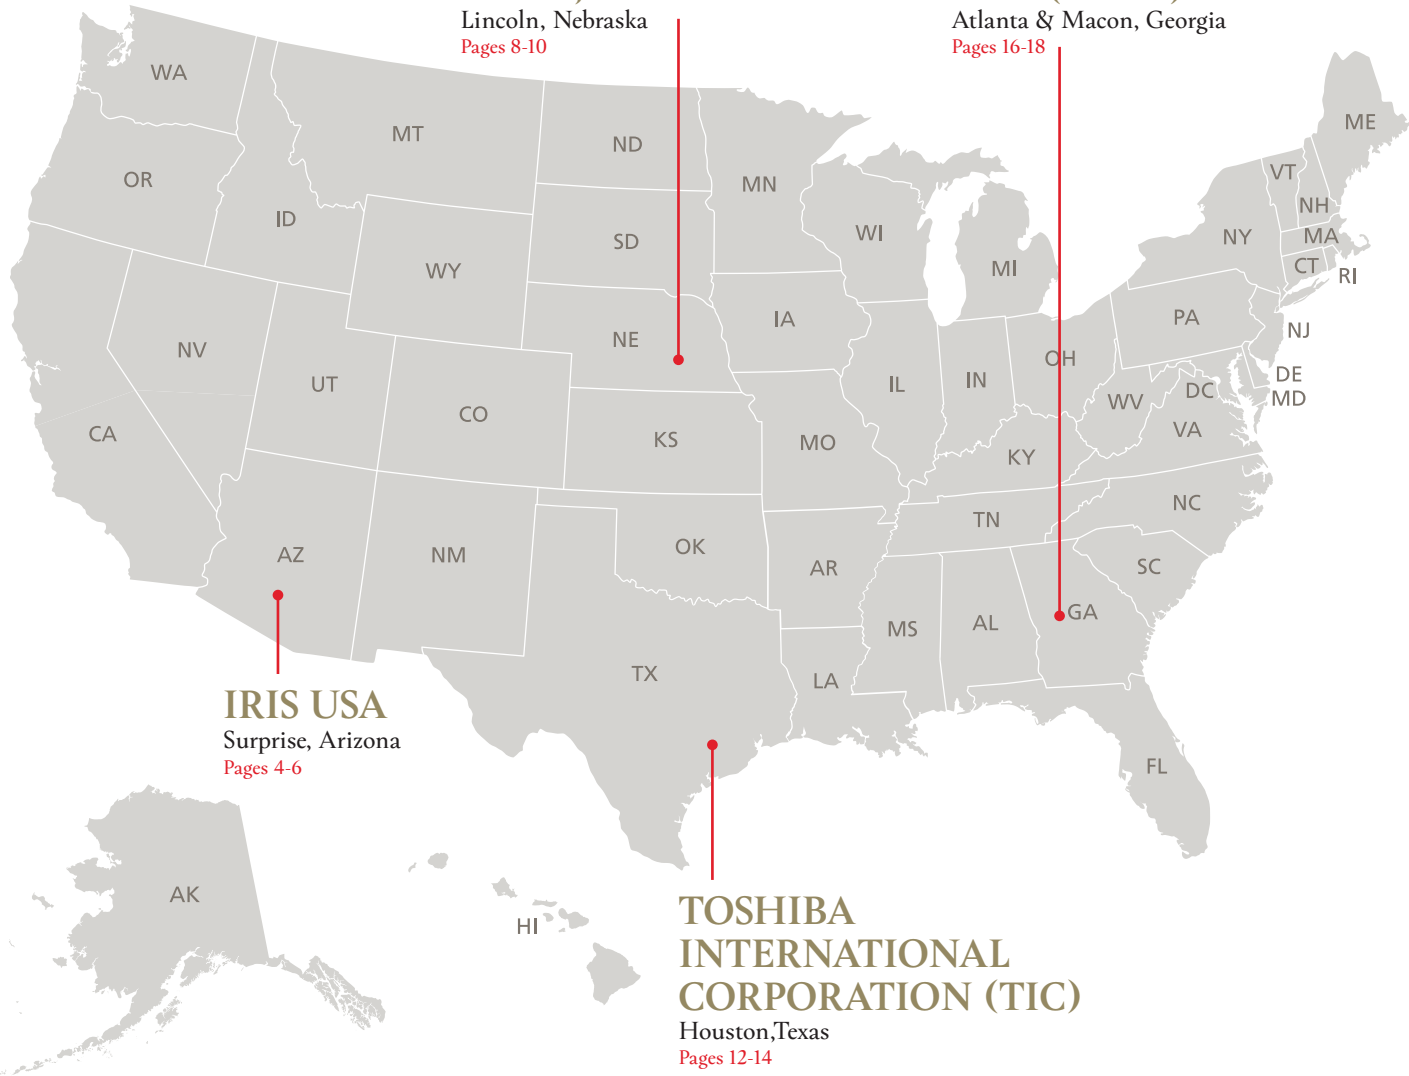 Lincoln, Nebraska
Pages 8-10
Atlanta & Macon, Georgia
Pages 16-18
WA
MT
ND
MN
OR
ID
SD
WI
MI
ME
VT
NH
NY
MA
CT
RI
WY
NE
IA
PA
NJ
NV
UT
CO
IL
IN
OH
WV
DC
DE
MD
VA
CA
KS
MO
KY
NC
AZ
NM
OK
AR
TN
SC
MS
AL
GA
TX
LA
FL
IRIS USA
Surprise, Arizona
Pages 4-6
AK
HI
TOSHIBA
INTERNATIONAL
CORPORATION (TIC)
Houston,Texas
Pages 12-14